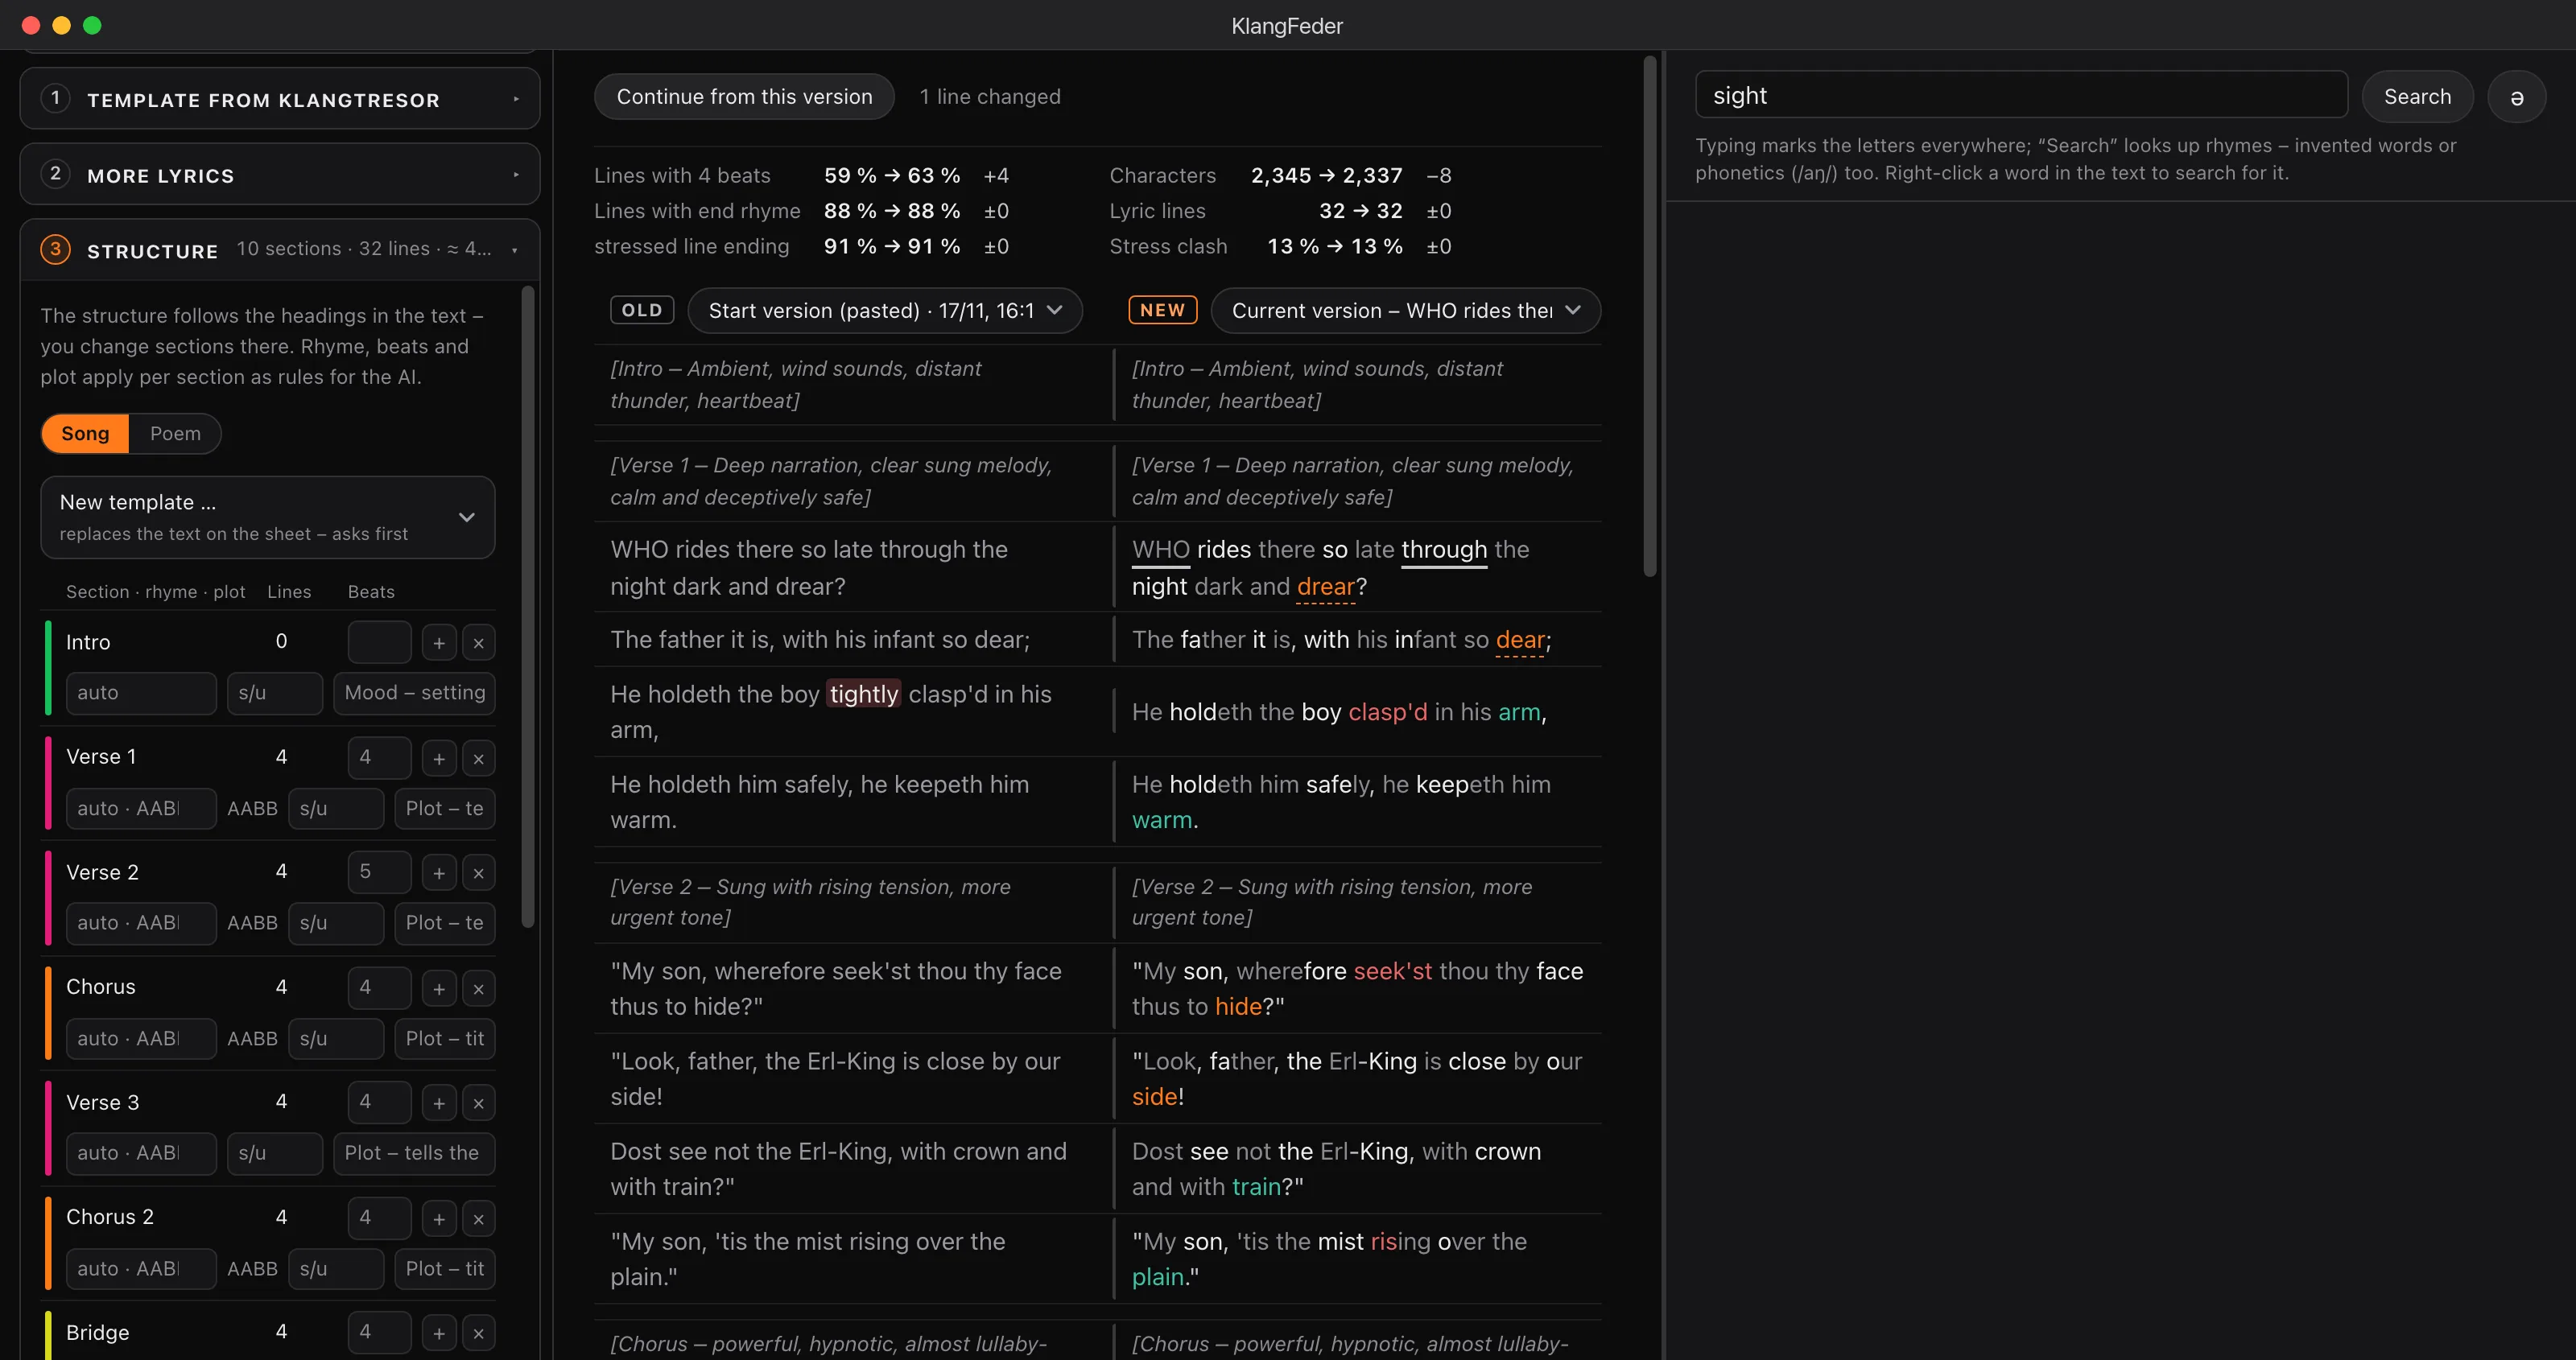 KlangFeder
1 TEMPLATE FROM KLANGTRESOR
2 MORE LYRICS
3 STRUCTURE 10 sections · 32 lines · ≈ 4...
The structure follows the headings in the text –
you change sections there. Rhyme, beats and
plot apply per section as rules for the AI.
Song Poem
New template ...
replaces the text on the sheet – asks first
Section · rhyme · plot Lines Beats
Intro 0 + ×
auto s/u Mood – setting
Verse 1 4 4 + ×
auto · AAB AABB s/u Plot – te
Verse 2 4 5 + ×
auto · AAB AABB s/u Plot – te
Chorus 4 4 + ×
auto · AAB AABB s/u Plot – tit
Verse 3 4 4 + ×
auto · AAB s/u Plot – tells the
Chorus 2 4 4 + ×
auto · AAB AABB s/u Plot – tit
Bridge 4 4 + ×
Continue from this version 1 line changed
Lines with 4 beats 59 % → 63 % +4
Lines with end rhyme 88 % → 88 % ±0
stressed line ending 91 % → 91 % ±0
Characters 2,345 → 2,337 −8
Lyric lines 32 → 32 ±0
Stress clash 13 % → 13 % ±0
OLD Start version (pasted) · 17/11, 16:1
NEW Current version – WHO rides ther
[Intro – Ambient, wind sounds, distant
thunder, heartbeat]
[Intro – Ambient, wind sounds, distant
thunder, heartbeat]
[Verse 1 – Deep narration, clear sung melody,
calm and deceptively safe]
[Verse 1 – Deep narration, clear sung melody,
calm and deceptively safe]
WHO rides there so late through the
night dark and drear?
WHO rides there so late through the
night dark and drear?
The father it is, with his infant so dear;
The father it is, with his infant so dear;
He holdeth the boy tightly clasp'd in his
arm,
He holdeth the boy clasp'd in his arm,
He holdeth him safely, he keepeth him
warm.
He holdeth him safely, he keepeth him
warm.
[Verse 2 – Sung with rising tension, more
urgent tone]
[Verse 2 – Sung with rising tension, more
urgent tone]
"My son, wherefore seek'st thou thy face
thus to hide?"
"My son, wherefore seek'st thou thy face
thus to hide?"
"Look, father, the Erl-King is close by our
side!
"Look, father, the Erl-King is close by our
side!
Dost see not the Erl-King, with crown and
with train?"
Dost see not the Erl-King, with crown
and with train?"
"My son, 'tis the mist rising over the
plain."
"My son, 'tis the mist rising over the
plain."
[Chorus – powerful, hypnotic, almost lullaby-
[Chorus – powerful, hypnotic, almost lullaby-
sight Search ə
Typing marks the letters everywhere; “Search” looks up rhymes – invented words or
phonetics (/aŋ/) too. Right-click a word in the text to search for it.